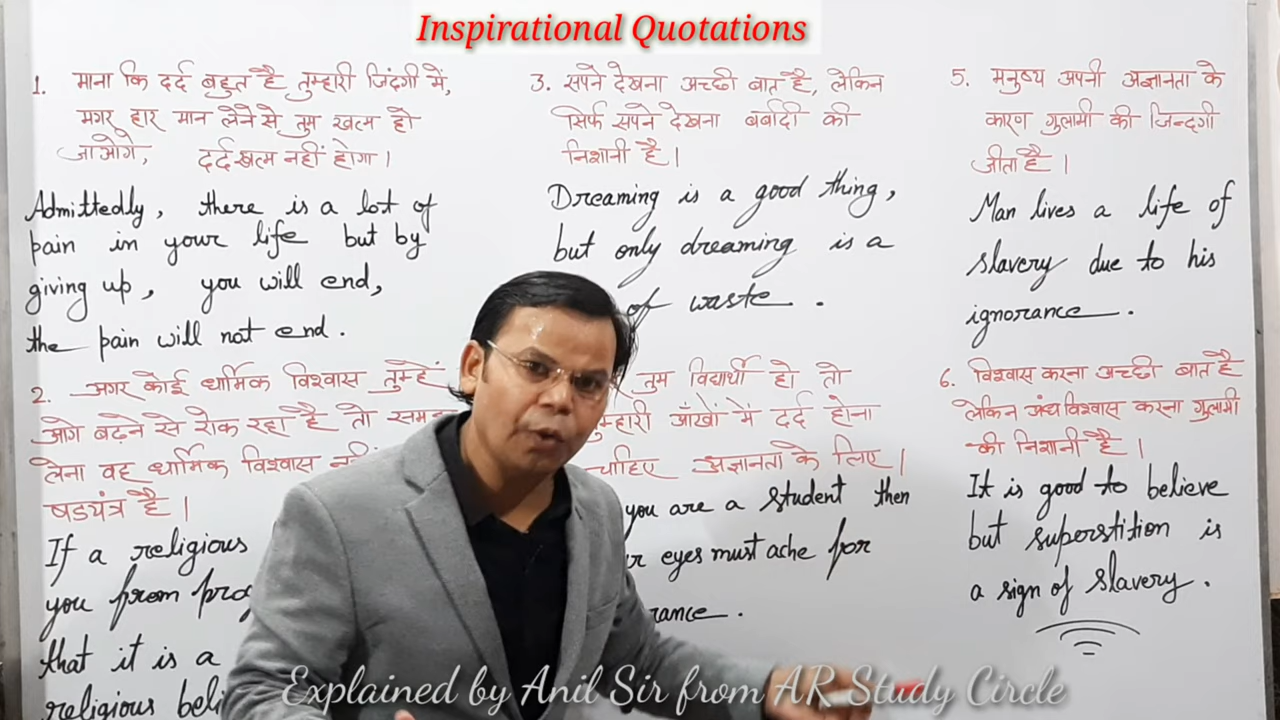 Inspirational Quotations
1. माना कि दर्द बहुत है तुम्हारी जिंदगी में,
मगर हार मान लेने से तुम खत्म हो
जाओगे, दर्द खत्म नहीं होगा।
Admittedly, there is a lot of
pain in your life but by
giving up, you will end,
the pain will not end.
2. अगर कोई धार्मिक विश्वास तुम्हें
आगे बढ़ने से रोक रहा है तो
लेना वह धार्मिक विश्वास
षडयंत्र है।
If a religious
you from
that it is a
religious
3. सपने देखना अच्छी बात है, लेकिन
सिर्फ सपने देखना बर्बादी की
निशानी है।
Dreaming is a good thing,
but only dreaming is a
of waste.
तुम विद्यार्थी हो तो
तुम्हारी आँखों में दर्द होना
चाहिए अज्ञानता के लिए।
you are a student then
eyes must ache for
5. मनुष्य अपनी अज्ञानता के
कारण गुलामी की जिन्दगी
जीता है।
Man lives a life of
slavery due to his
ignorance.
6. विश्वास करना अच्छी बात है
लेकिन अंधविश्वास करना गुलामी
की निशानी है।
It is good to believe
but superstition is
a sign of slavery.
Explained by Anil Sir from AR Study Circle